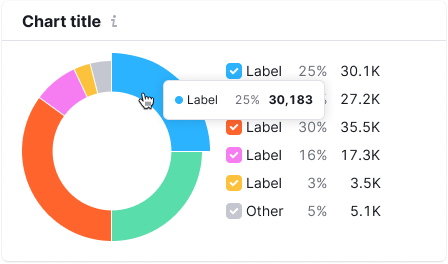 Chart title
Label 25% 30.1K
Label 25% 30,183
27.2K
Label 30% 35.5K
Label 16% 17.3K
Label 3% 3.5K
Other 5% 5.1K